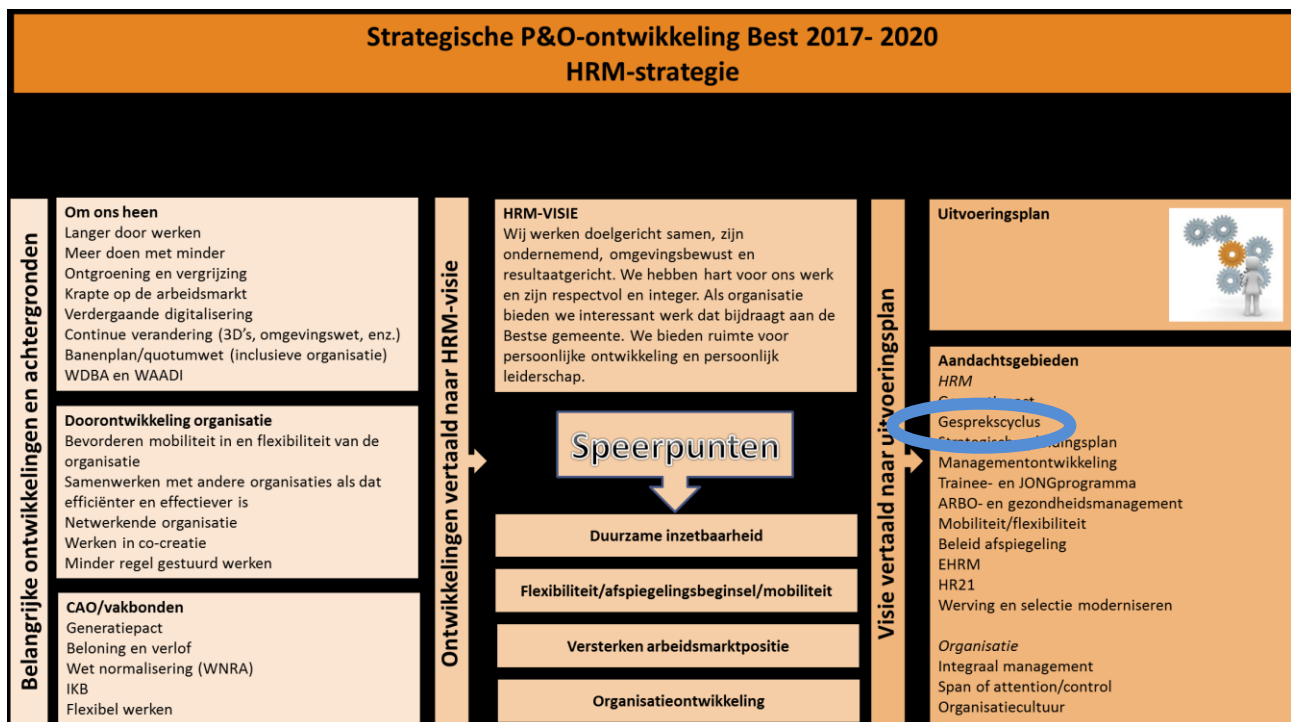 Strategische P&O-ontwikkeling Best 2017- 2020
HRM-strategie
Belangrijke ontwikkelingen en achtergronden
Om ons heen
Langer door werken
Meer doen met minder
Ontgroening en vergrijzing
Krapte op de arbeidsmarkt
Verdergaande digitalisering
Continue verandering (3D's, omgevingswet, enz.)
Banenplan/quotumwet (inclusieve organisatie)
WDBA en WAADI
Doorontwikkeling organisatie
Bevorderen mobiliteit in en flexibiliteit van de
organisatie
Samenwerken met andere organisaties als dat
efficiënter en effectiever is
Netwerkende organisatie
Werken in co-creatie
Minder regel gestuurd werken
CAO/vakbonden
Generatiepact
Beloning en verlof
Wet normalisering (WNRA)
IKB
Flexibel werken
Ontwikkelingen vertaald naar HRM-visie
HRM-VISIE
Wij werken doelgericht samen, zijn
ondernemend, omgevingsbewust en
resultaatgericht. We hebben hart voor ons werk
en zijn respectvol en integer. Als organisatie
bieden we interessant werk dat bijdraagt aan de
Bestse gemeente. We bieden ruimte voor
persoonlijke ontwikkeling en persoonlijk
leiderschap.
Speerpunten
Duurzame inzetbaarheid
Flexibiliteit/afspiegelingsbeginsel/mobiliteit
Versterken arbeidsmarktpositie
Organisatieontwikkeling
Visie vertaald naar uitvoeringsplan
Uitvoeringsplan
Aandachtsgebieden
HRM
Gesprekscyclus
Managementontwikkeling
Trainee- en JONGprogramma
ARBO- en gezondheidsmanagement
Mobiliteit/flexibiliteit
Beleid afspiegeling
EHRM
HR21
Werving en selectie moderniseren
Organisatie
Integraal management
Span of attention/control
Organisatiecultuur